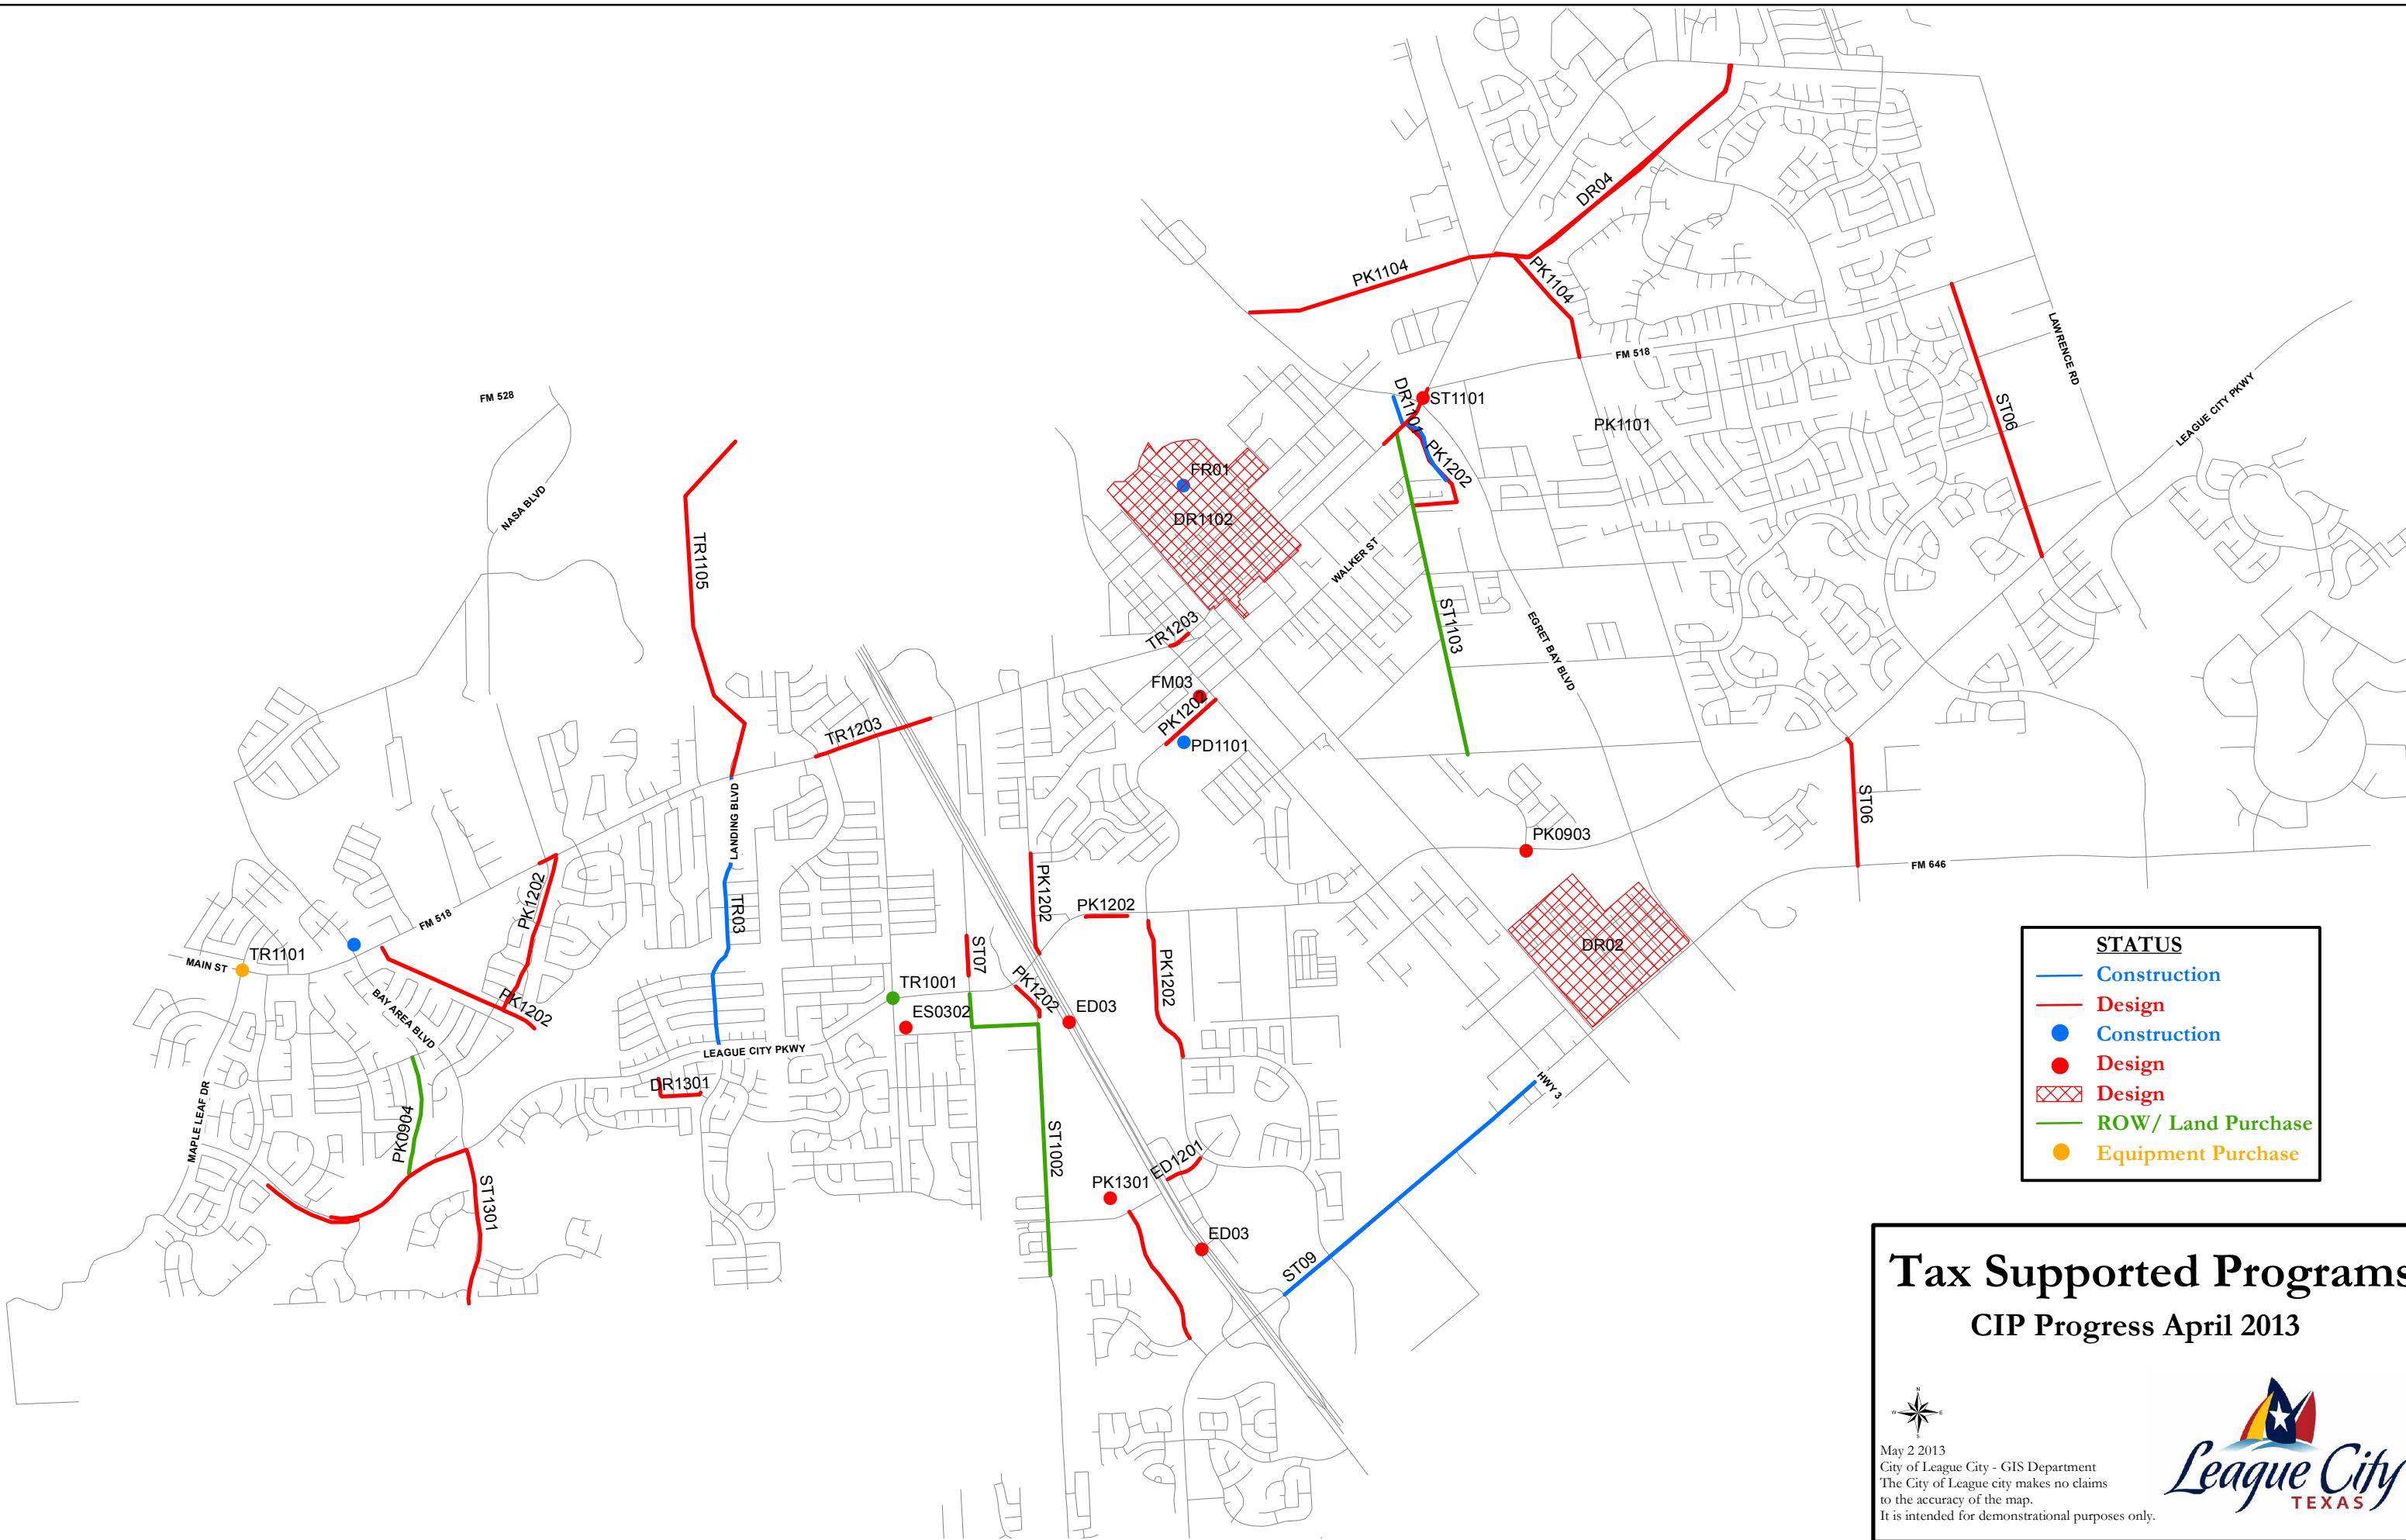 DR04
PK1104
PK1104
FM 518
LAWRENCE RD
LEAGUE CITY PKWY
ST06
FM 528
NASA BLVD
DR1101
ST1101
PK1101
PK1202
FR01
DR1102
TR1105
WALKER ST
ST1103
EGRET BAY BLVD
TR1203
FM03
PK1202
PD1101
TR1203
LANDING BLVD
ST06
PK0903
FM 646
PK1202
FM 518
TR03
PK1202
PK1202
MAIN ST
TR1101
ST07
PK1202
DR02
BAY AREA BLVD
PK1202
TR1001
ES0302
PK1202
ED03
LEAGUE CITY PKWY
DR1301
HWY 3
MAPLE LEAF DR
PK0904
ST1002
ED1201
PK1301
ST1301
ED03
ST09
STATUS
Construction
Design
Construction
Design
Design
ROW/ Land Purchase
Equipment Purchase
Tax Supported Programs
CIP Progress April 2013
N
W E
S
May 2 2013
City of League City - GIS Department
The City of League city makes no claims
to the accuracy of the map.
It is intended for demonstrational purposes only.
League City
TEXAS